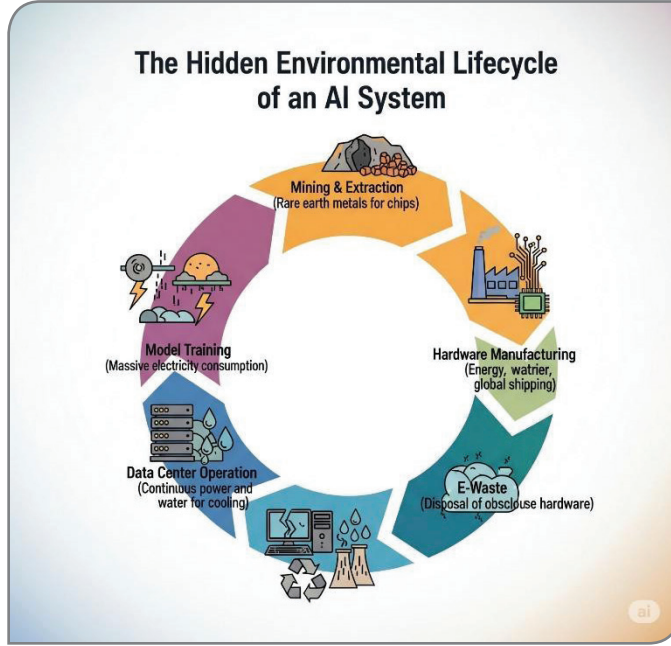 The Hidden Environmental Lifecycle
of an AI System
Mining & Extraction
(Rare earth metals for chips)
Hardware Manufacturing
(Energy, watrier,
global shipping)
E-Waste
(Disposal of obsclouse hardware)
Data Center Operation
(Continuous power and
water for cooling)
Model Training
(Massive electricity consumption)
ai